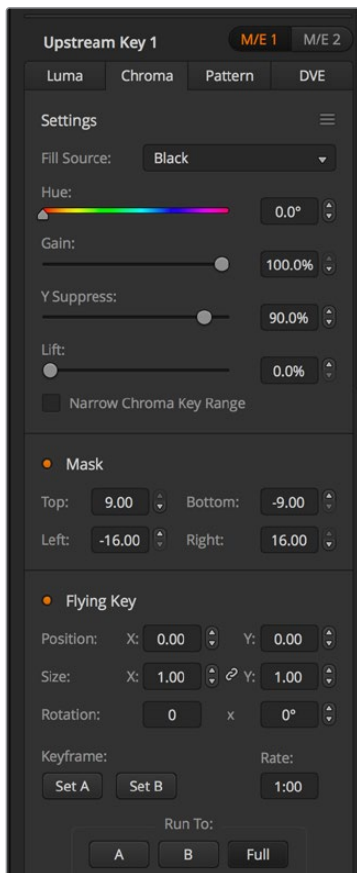 Upstream Key 1 M/E 1 M/E 2
Luma Chroma Pattern DVE
Settings
Fill Source: Black
Hue:
0.0°
Gain:
100.0%
Y Suppress:
90.0%
Lift:
0.0%
Narrow Chroma Key Range
Mask
Top: 9.00 Bottom: -9.00
Left: -16.00 Right: 16.00
Flying Key
Position: X: 0.00 Y: 0.00
Size: X: 1.00 Y: 1.00
Rotation: 0 x 0°
Keyframe: Rate:
Set A Set B 1:00
Run To:
A B Full